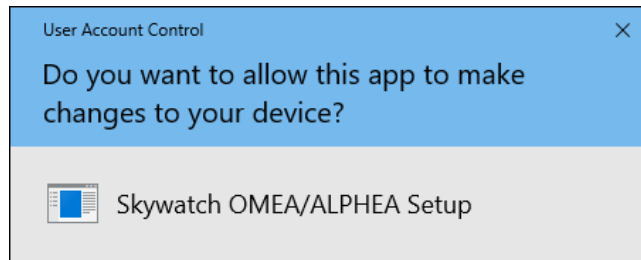 User Account Control
Do you want to allow this app to make
changes to your device?
Skywatch OMEA/ALPHEA Setup